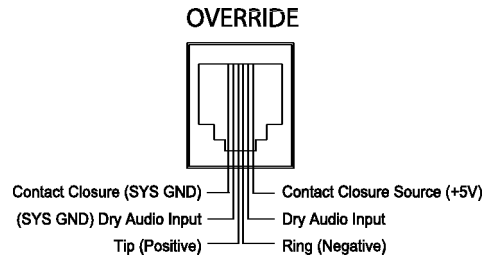 OVERRIDE
Contact Closure (SYS GND)
Contact Closure Source (+5V)
(SYS GND) Dry Audio Input
Dry Audio Input
Tip (Positive)
Ring (Negative)